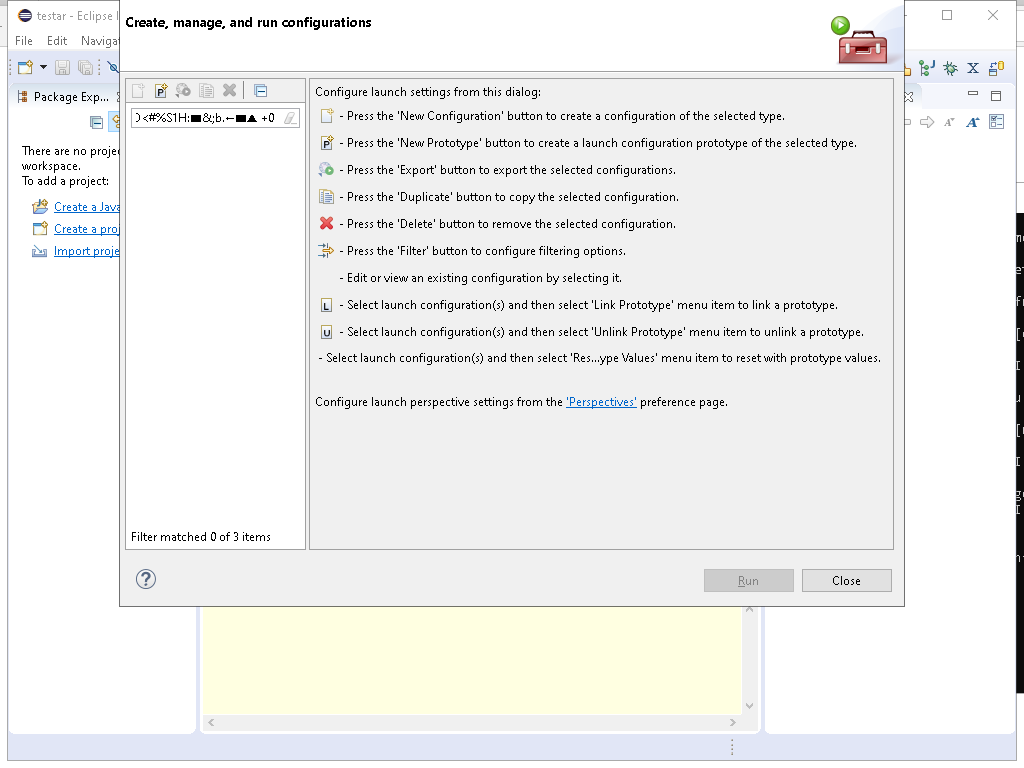 testar - Eclipse I
File Edit Navigat
Package Exp...
There are no proje
workspace.
To add a project:
Create a Java
Create a proj
Import proje
Create, manage, and run configurations
Configure launch settings from this dialog:
- Press the 'New Configuration' button to create a configuration of the selected type.
- Press the 'New Prototype' button to create a launch configuration prototype of the selected type.
- Press the 'Export' button to export the selected configurations.
- Press the 'Duplicate' button to copy the selected configuration.
- Press the 'Delete' button to remove the selected configuration.
- Press the 'Filter' button to configure filtering options.
- Edit or view an existing configuration by selecting it.
L - Select launch configuration(s) and then select 'Link Prototype' menu item to link a prototype.
U - Select launch configuration(s) and then select 'Unlink Prototype' menu item to unlink a prototype.
- Select launch configuration(s) and then select 'Res...ype Values' menu item to reset with prototype values.
Configure launch perspective settings from the 'Perspectives' preference page.
Filter matched 0 of 3 items
Run
Close